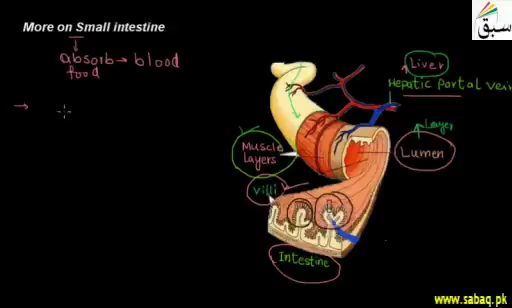 More on Small intestine
absorb → blood
food
→
Liver
Hepatic portal vein
Layer
Muscle
layers
Lumen
Villi
Intestine
سبق
www.sabaq.pk